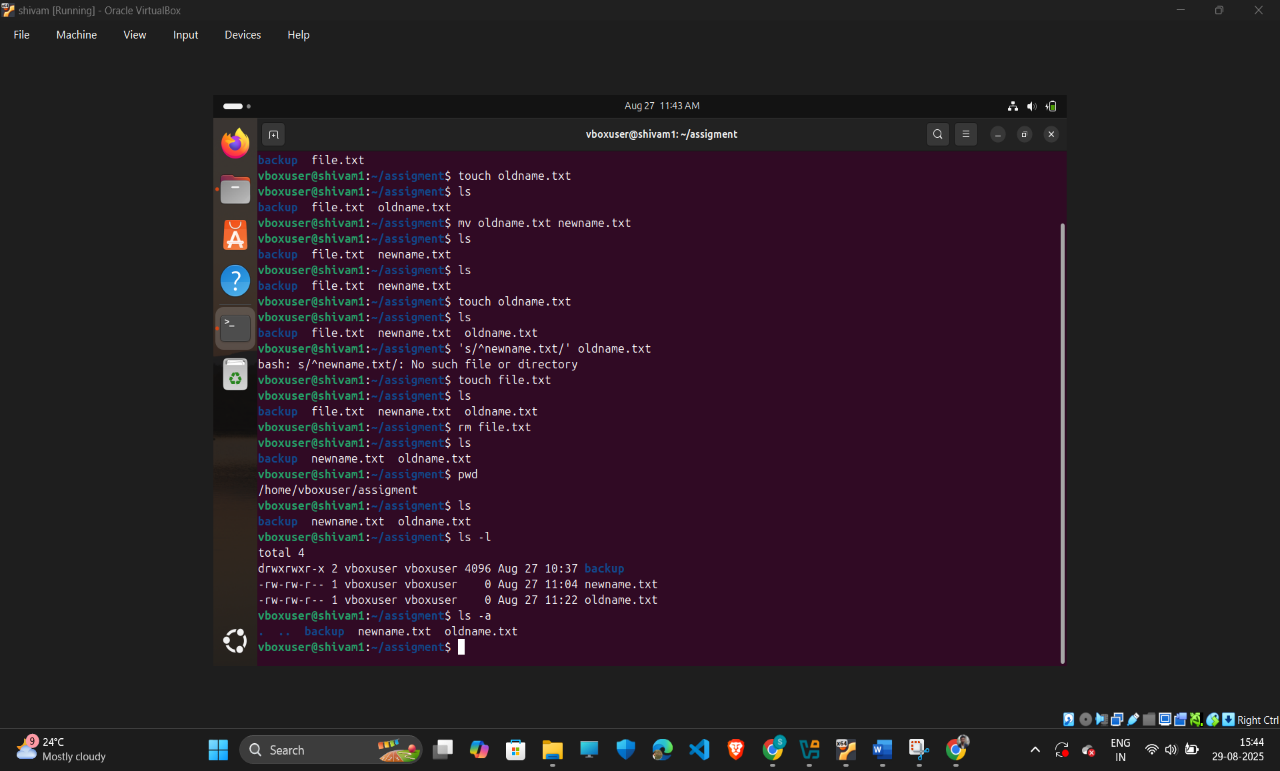 shivam [Running] - Oracle VirtualBox
File Machine View Input Devices Help
Aug 27 11:43 AM
vboxuser@shivam1: ~/assigment
backup file.txt
vboxuser@shivam1:~/assigment$ touch oldname.txt
vboxuser@shivam1:~/assigment$ ls
backup file.txt oldname.txt
vboxuser@shivam1:~/assigment$ mv oldname.txt newname.txt
vboxuser@shivam1:~/assigment$ ls
backup file.txt newname.txt
vboxuser@shivam1:~/assigment$ ls
backup file.txt newname.txt
vboxuser@shivam1:~/assigment$ touch oldname.txt
vboxuser@shivam1:~/assigment$ ls
backup file.txt newname.txt oldname.txt
vboxuser@shivam1:~/assigment$ 's/^newname.txt/' oldname.txt
bash: s/^newname.txt/: No such file or directory
vboxuser@shivam1:~/assigment$ touch file.txt
vboxuser@shivam1:~/assigment$ ls
backup file.txt newname.txt oldname.txt
vboxuser@shivam1:~/assigment$ rm file.txt
vboxuser@shivam1:~/assigment$ ls
backup newname.txt oldname.txt
vboxuser@shivam1:~/assigment$ pwd
/home/vboxuser/assigment
vboxuser@shivam1:~/assigment$ ls
backup newname.txt oldname.txt
vboxuser@shivam1:~/assigment$ ls -l
total 4
drwxrwxr-x 2 vboxuser vboxuser 4096 Aug 27 10:37 backup
-rw-rw-r-- 1 vboxuser vboxuser 0 Aug 27 11:04 newname.txt
-rw-rw-r-- 1 vboxuser vboxuser 0 Aug 27 11:22 oldname.txt
vboxuser@shivam1:~/assigment$ ls -a
. .. backup newname.txt oldname.txt
vboxuser@shivam1:~/assigment$
Right Ctrl
9
24°C
Mostly cloudy
Search
S
ENG
IN
15:44
29-08-2025